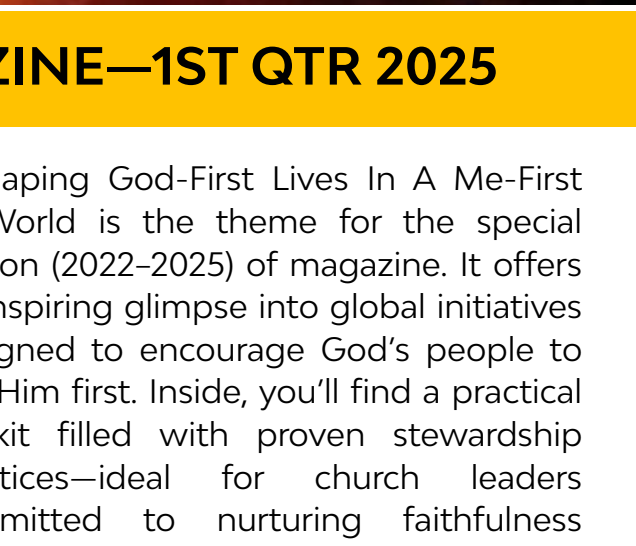 ZINE—1ST QTR 2025
aping God-First Lives In A Me-First
World is the theme for the special
on (2022–2025) of magazine. It offers
nspiring glimpse into global initiatives
gned to encourage God's people to
Him first. Inside, you'll find a practical
kit filled with proven stewardship
tices—ideal for church leaders
mitted to nurturing faithfulness